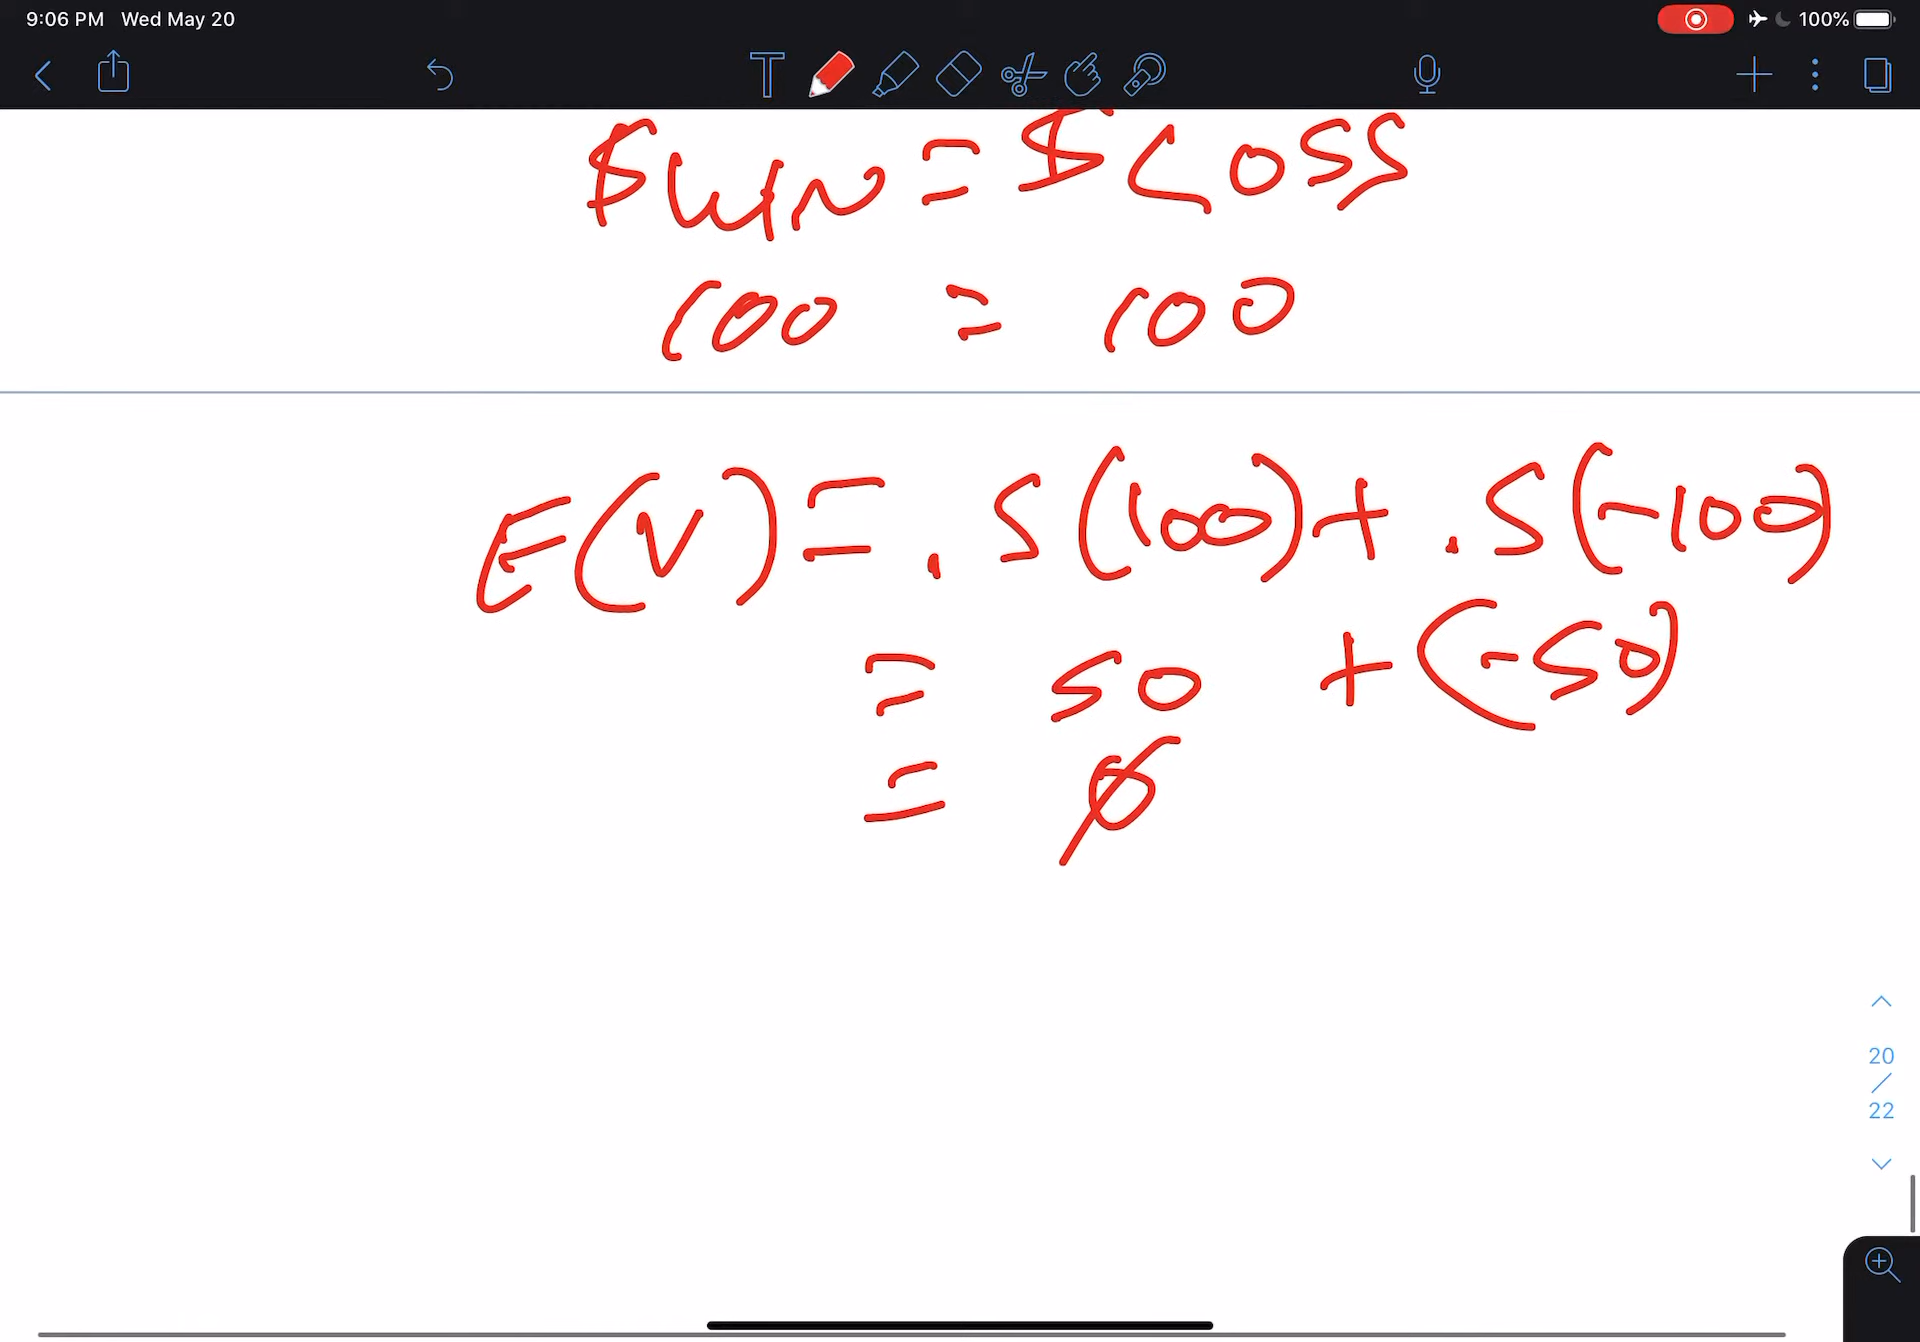 9:06 PM Wed May 20
100%
T
$WIN = $LOSS
100 = 100
E(V) = .5(100) + .5(-100)
= 50 + (-50)
= 0
20
/
22